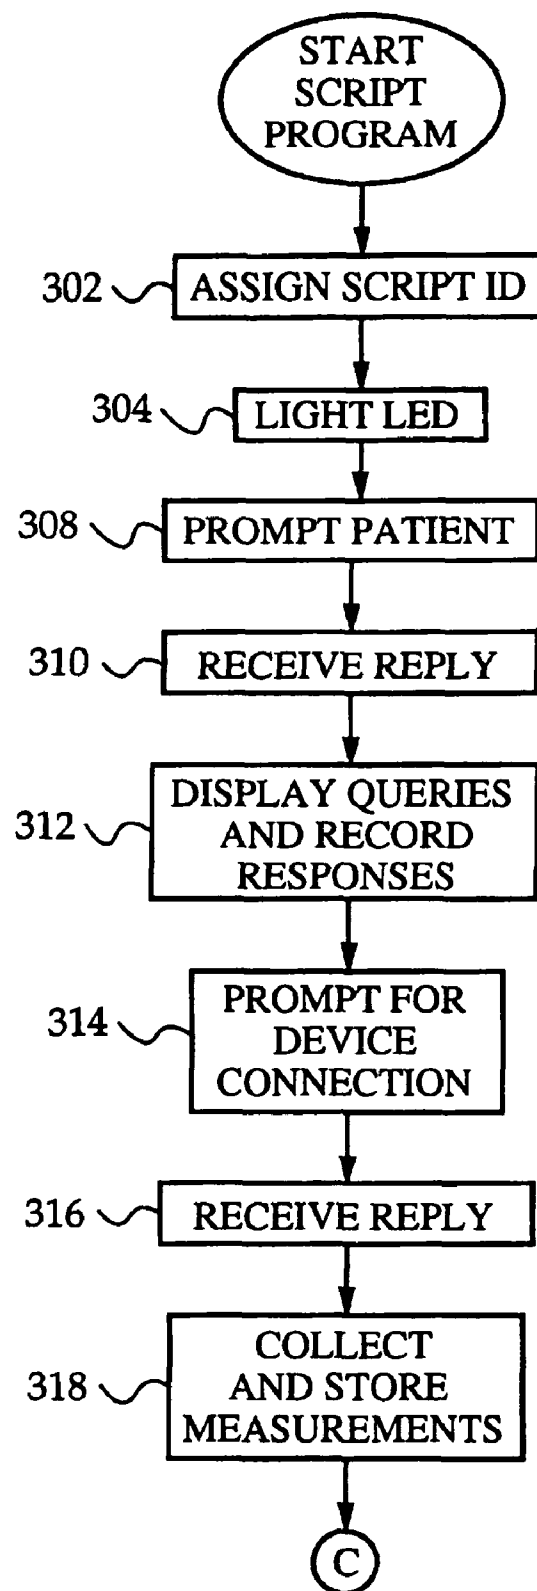 START
SCRIPT
PROGRAM
302 ASSIGN SCRIPT ID
304 LIGHT LED
308 PROMPT PATIENT
310 RECEIVE REPLY
DISPLAY QUERIES
312 AND RECORD
RESPONSES
PROMPT FOR
314 DEVICE
CONNECTION
316 RECEIVE REPLY
COLLECT
318 AND STORE
MEASUREMENTS
C